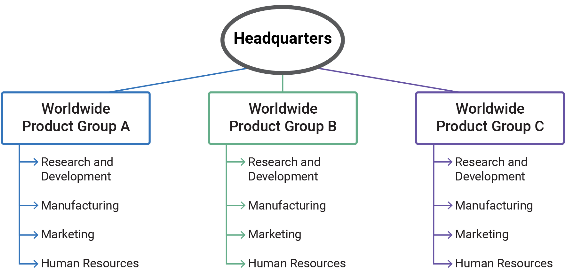 Headquarters
Worldwide
Product Group A
Research and
Development
Manufacturing
Marketing
Human Resources
Worldwide
Product Group B
Research and
Development
Manufacturing
Marketing
Human Resources
Worldwide
Product Group C
Research and
Development
Manufacturing
Marketing
Human Resources